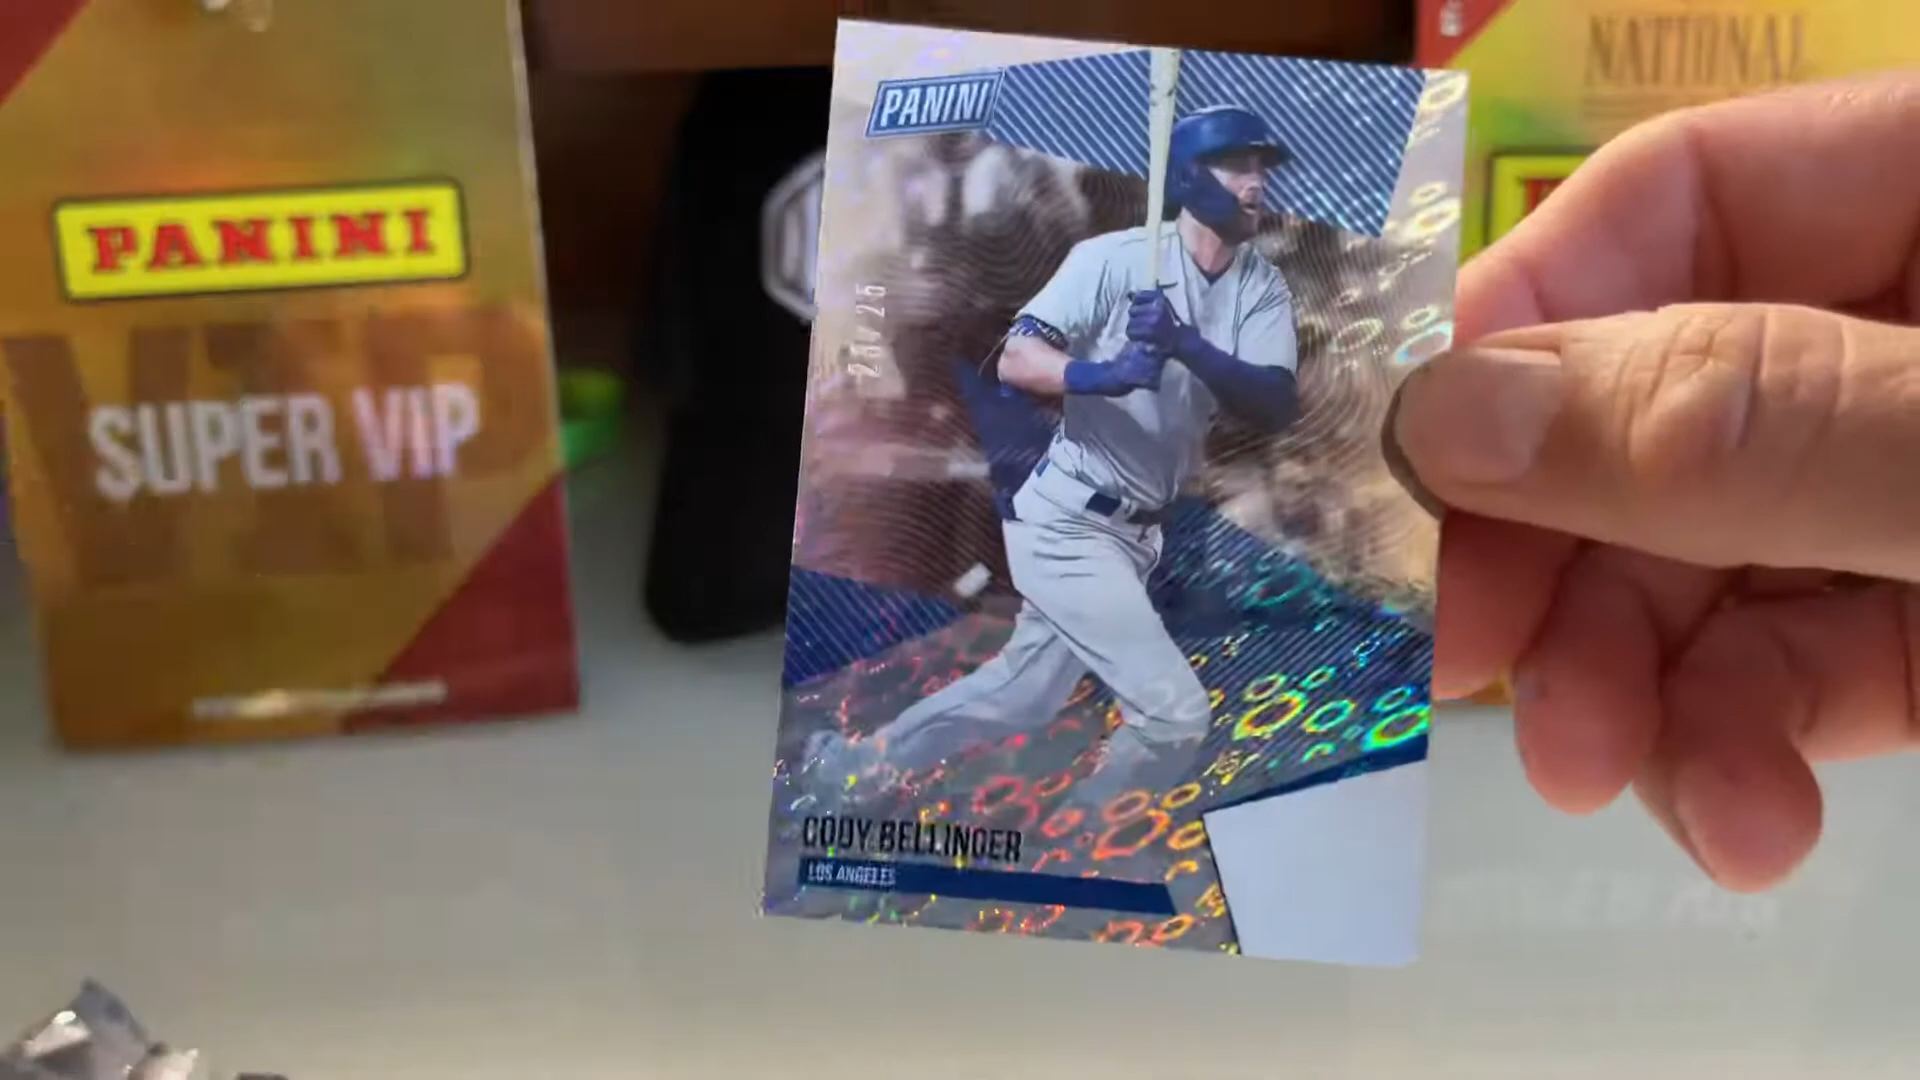 PANINI
SUPER VIP
PANINI
CODY BELLINGER
LOS ANGELES
NATIONAL